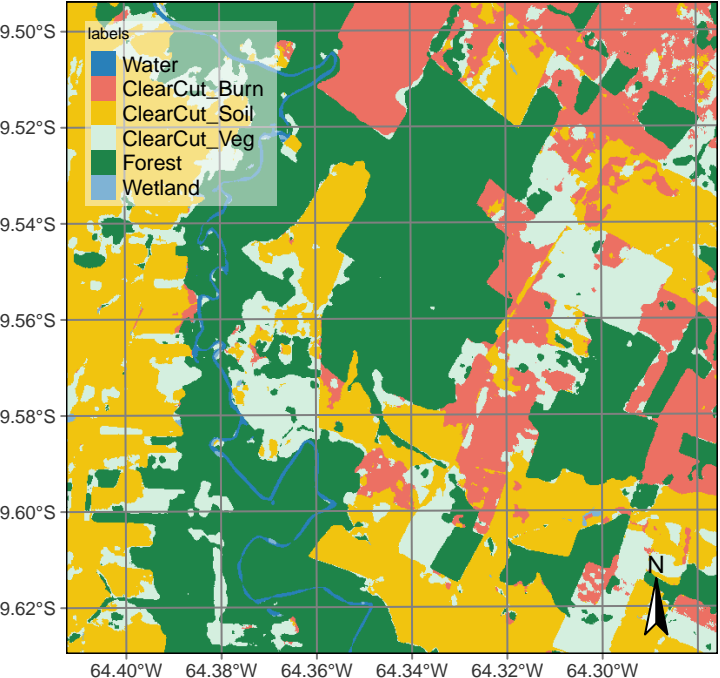 9.50°S
labels
Water
ClearCut_Burn
ClearCut_Soil
9.52°S
ClearCut_Veg
Forest
Wetland
9.54°S
9.56°S
9.58°S
9.60°S
N
9.62°S
64.40°W 64.38°W 64.36°W 64.34°W 64.32°W 64.30°W